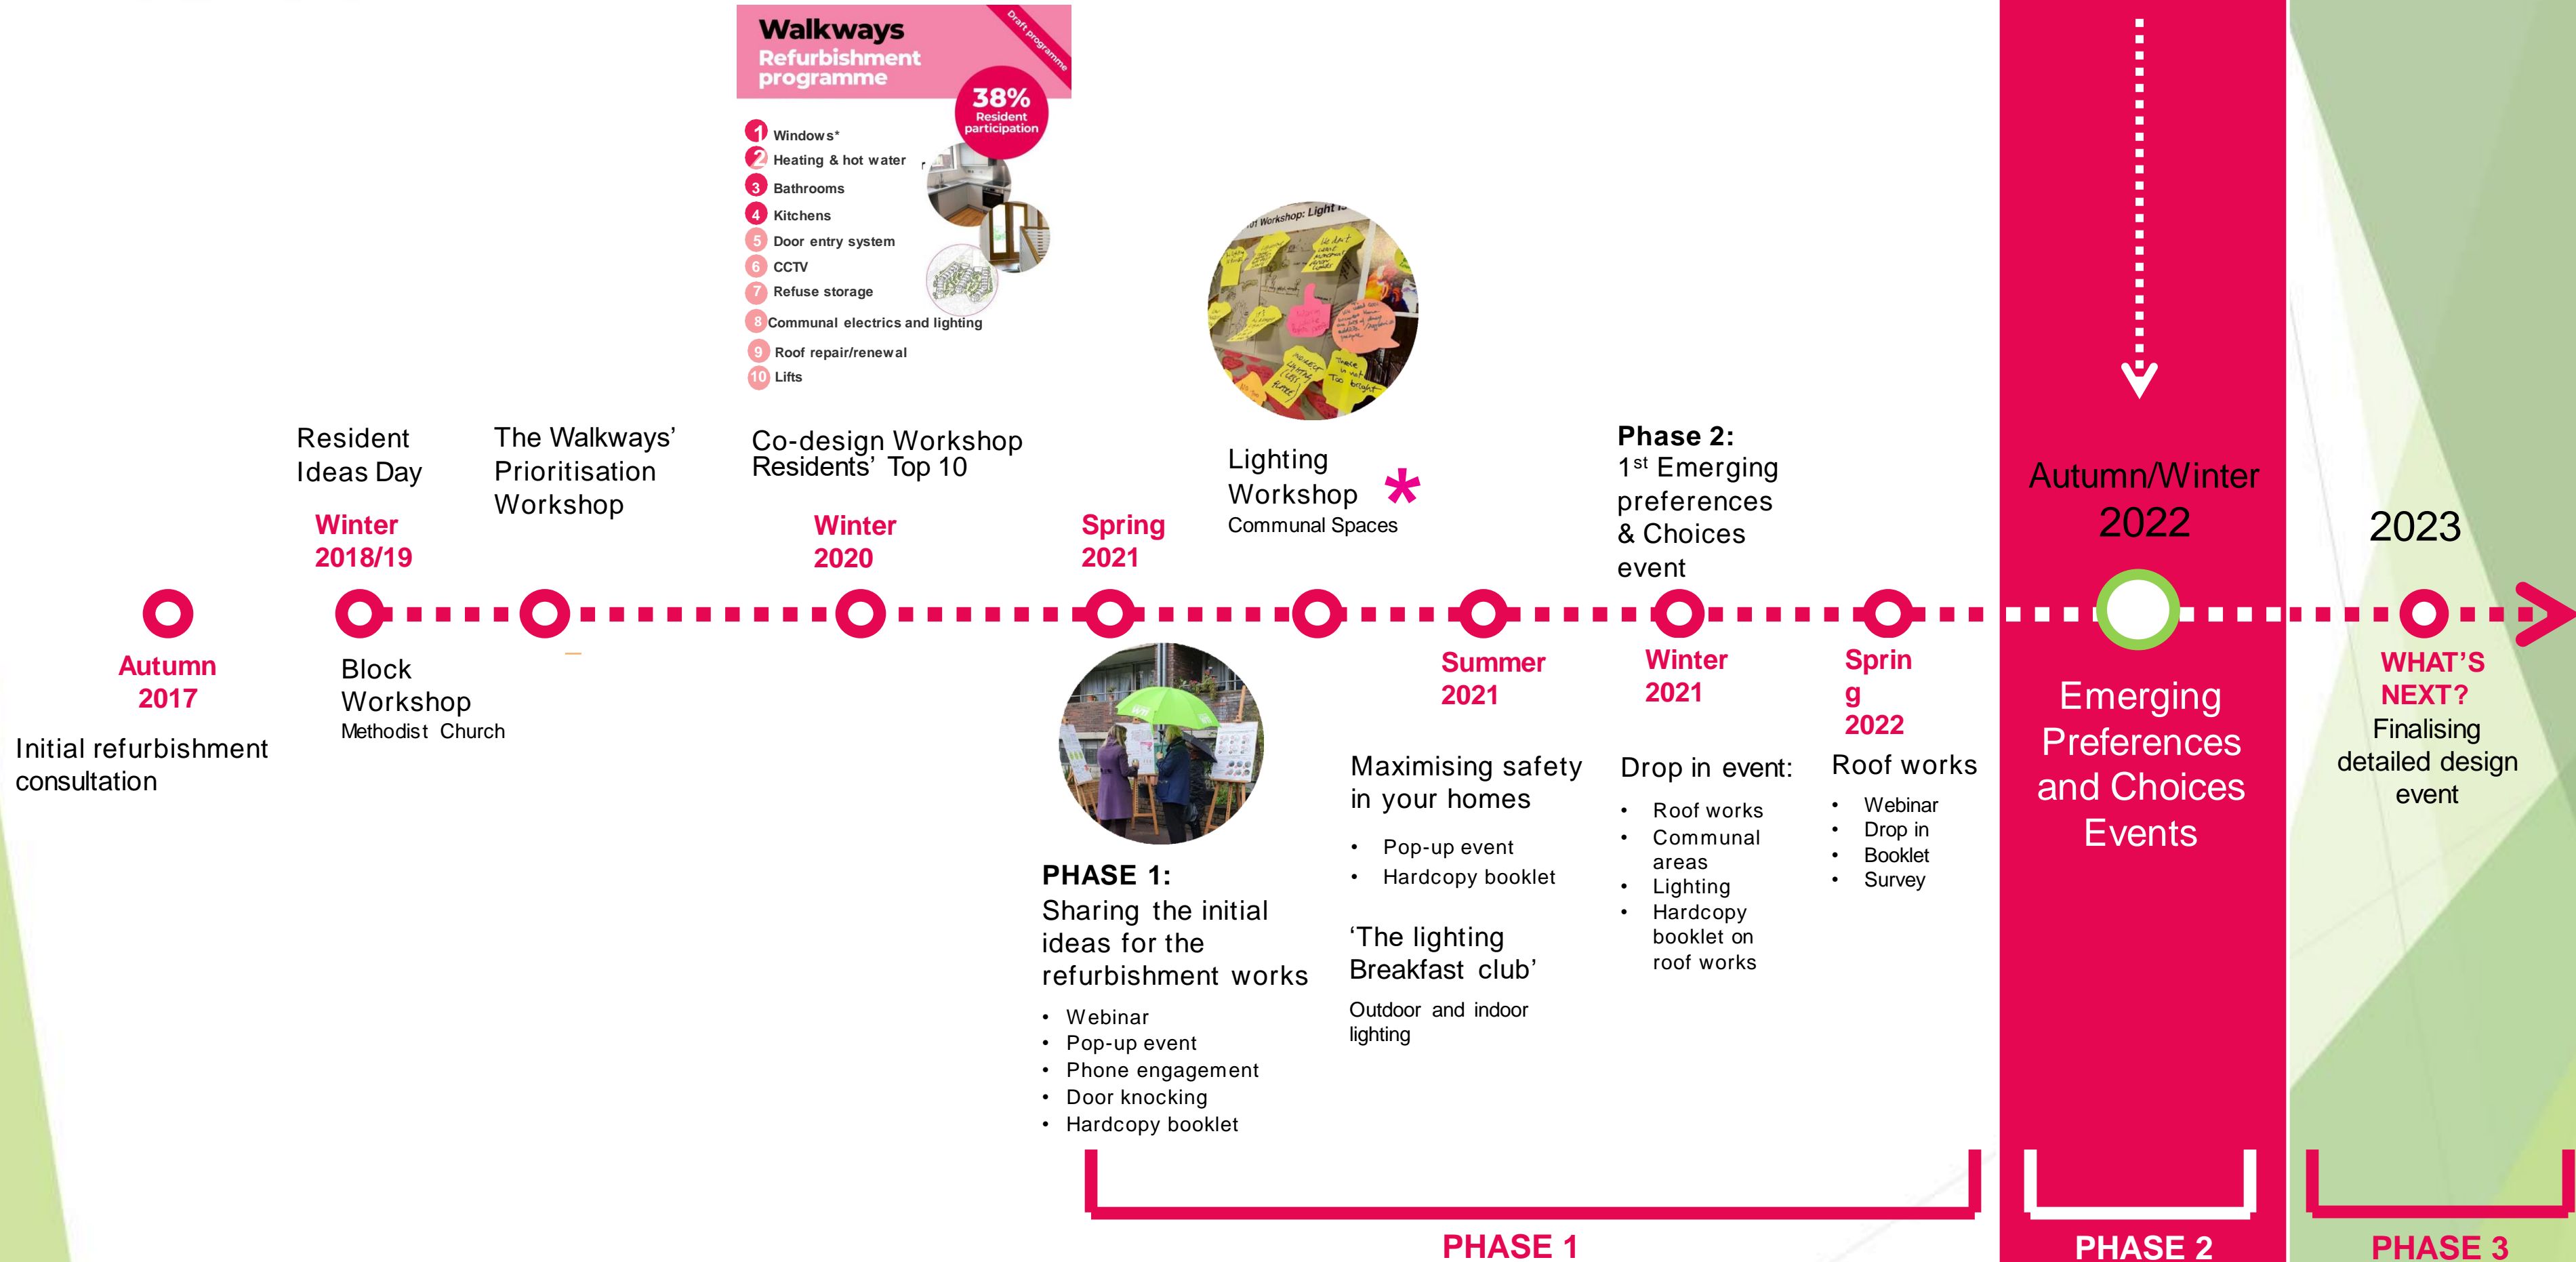 Walkways
Refurbishment
programme
Draft programme
38%
Resident
participation
1 Windows*
2 Heating & hot water
3 Bathrooms
4 Kitchens
5 Door entry system
6 CCTV
7 Refuse storage
8 Communal electrics and lighting
9 Roof repair/renewal
10 Lifts
Autumn
2017
Initial refurbishment
consultation
Resident
Ideas Day
Winter
2018/19
Block
Workshop
Methodist Church
The Walkways’
Prioritisation
Workshop
Co-design Workshop
Residents’ Top 10
Winter
2020
Spring
2021
PHASE 1:
Sharing the initial
ideas for the
refurbishment works
• Webinar
• Pop-up event
• Phone engagement
• Door knocking
• Hardcopy booklet
Workshop: Light
Too bright
Lighting
Workshop *
Communal Spaces
Summer
2021
Maximising safety
in your homes
• Pop-up event
• Hardcopy booklet
‘The lighting
Breakfast club’
Outdoor and indoor
lighting
Phase 2:
1st Emerging
preferences
& Choices
event
Winter
2021
Drop in event:
• Roof works
• Communal
areas
• Lighting
• Hardcopy
booklet on
roof works
Sprin
g
2022
Roof works
• Webinar
• Drop in
• Booklet
• Survey
Autumn/Winter
2022
Emerging
Preferences
and Choices
Events
2023
WHAT’S
NEXT?
Finalising
detailed design
event
PHASE 1
PHASE 2
PHASE 3